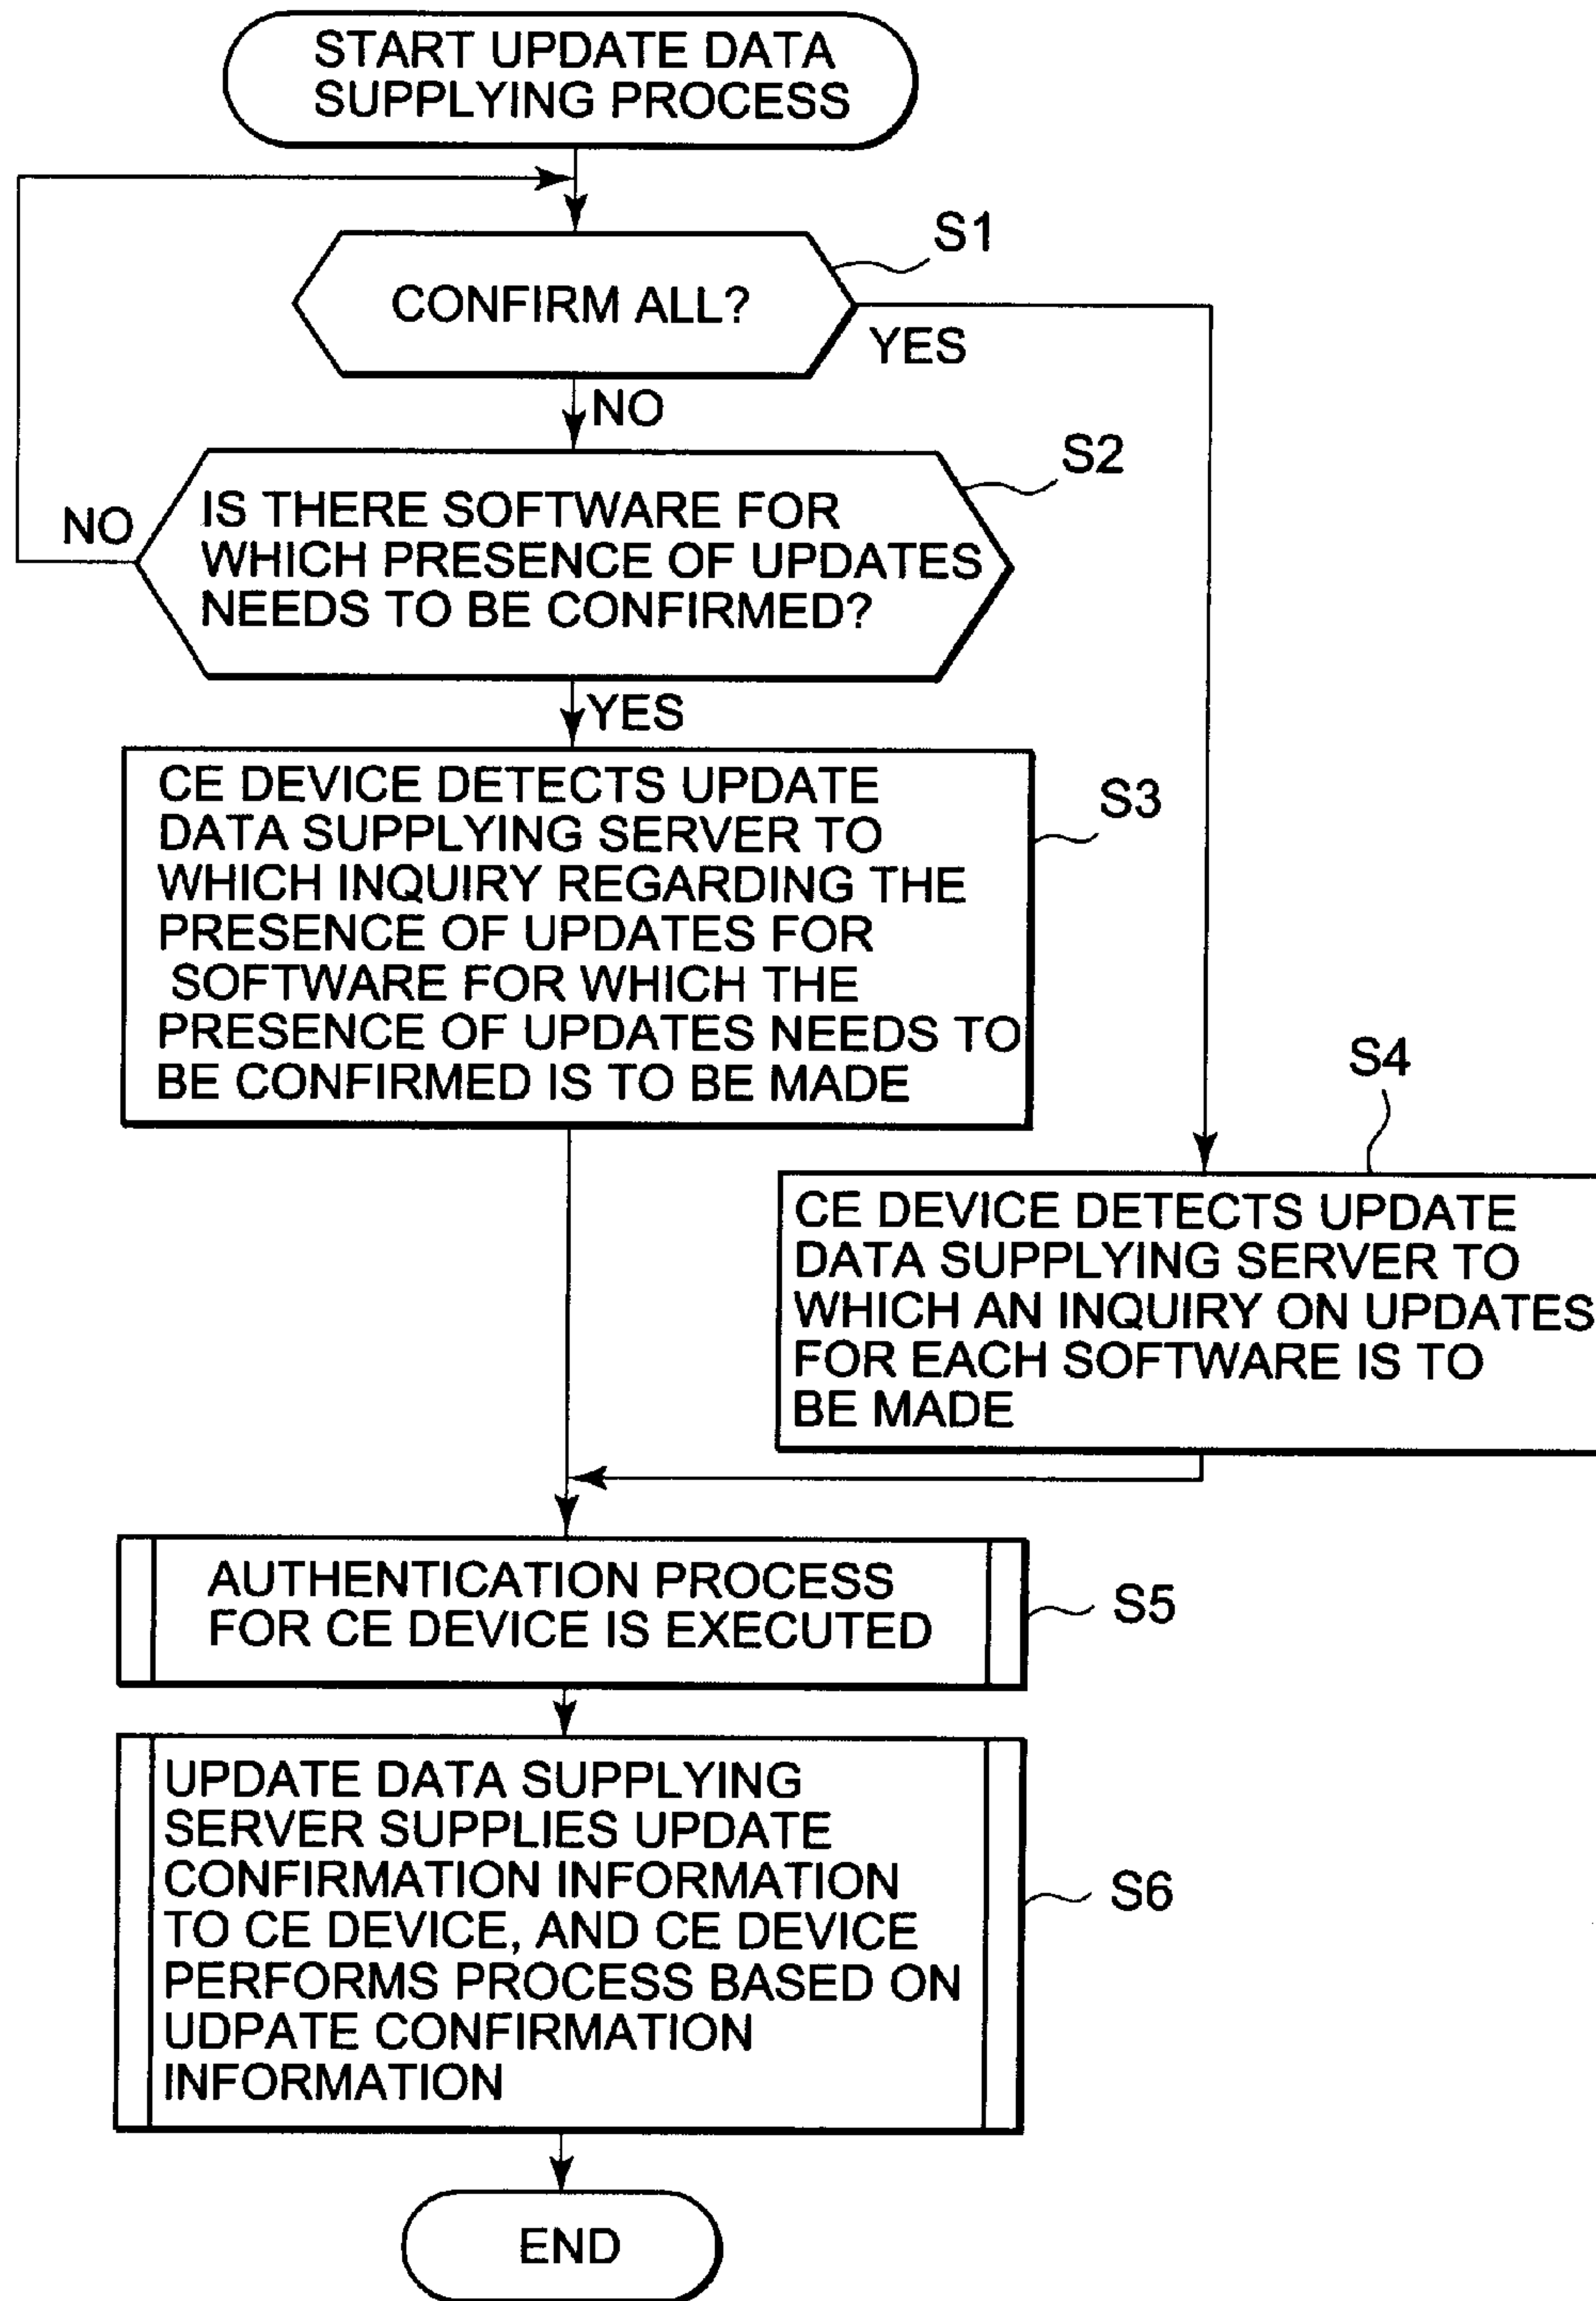 START UPDATE DATA
SUPPLYING PROCESS
S1
CONFIRM ALL?
YES
NO
S2
IS THERE SOFTWARE FOR
WHICH PRESENCE OF UPDATES
NEEDS TO BE CONFIRMED?
NO
YES
S3
CE DEVICE DETECTS UPDATE
DATA SUPPLYING SERVER TO
WHICH INQUIRY REGARDING THE
PRESENCE OF UPDATES FOR
SOFTWARE FOR WHICH THE
PRESENCE OF UPDATES NEEDS TO
BE CONFIRMED IS TO BE MADE
S4
CE DEVICE DETECTS UPDATE
DATA SUPPLYING SERVER TO
WHICH AN INQUIRY ON UPDATES
FOR EACH SOFTWARE IS TO
BE MADE
AUTHENTICATION PROCESS
FOR CE DEVICE IS EXECUTED
S5
UPDATE DATA SUPPLYING
SERVER SUPPLIES UPDATE
CONFIRMATION INFORMATION
TO CE DEVICE, AND CE DEVICE
PERFORMS PROCESS BASED ON
UDPATE CONFIRMATION
INFORMATION
S6
END